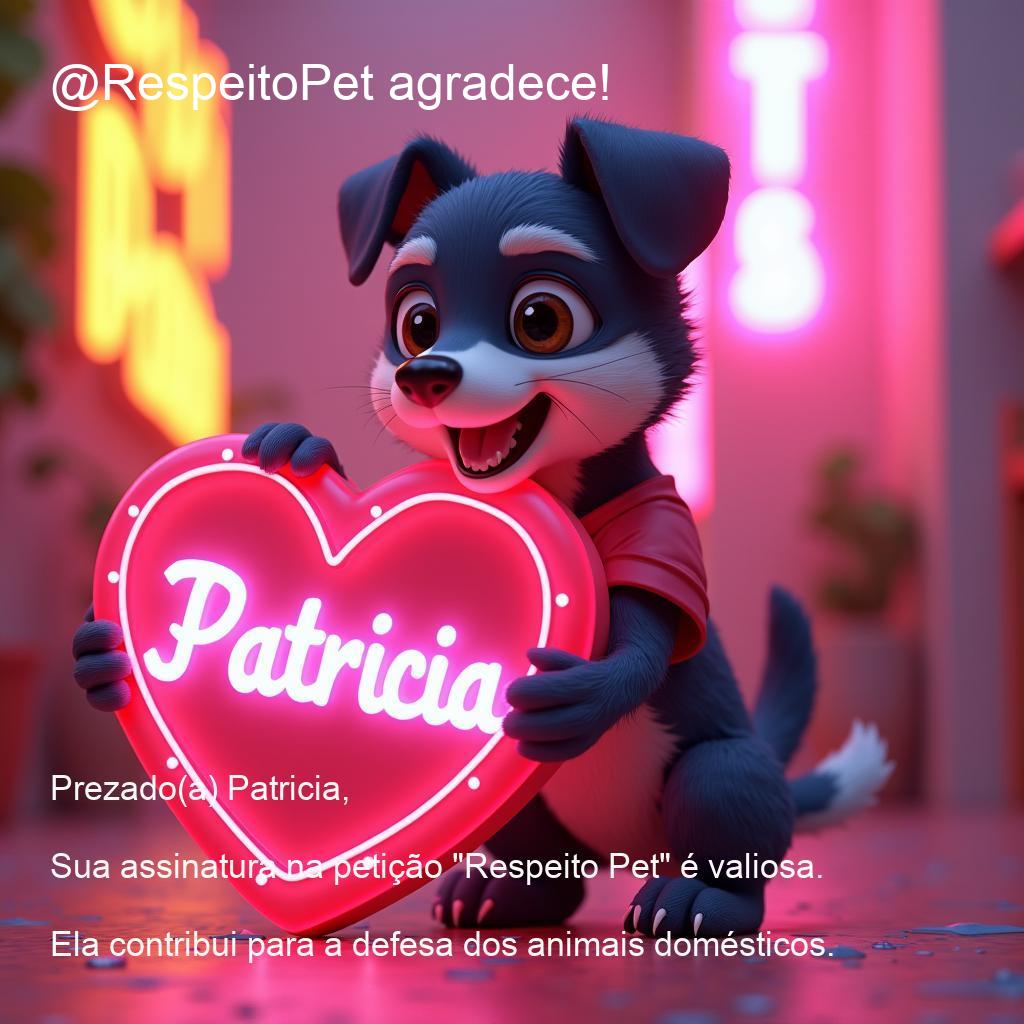 @RespeitoPet agradece!
TS
Patricia
Prezado(a) Patricia,
Sua assinatura na petição "Respeito Pet" é valiosa.
Ela contribui para a defesa dos animais domésticos.